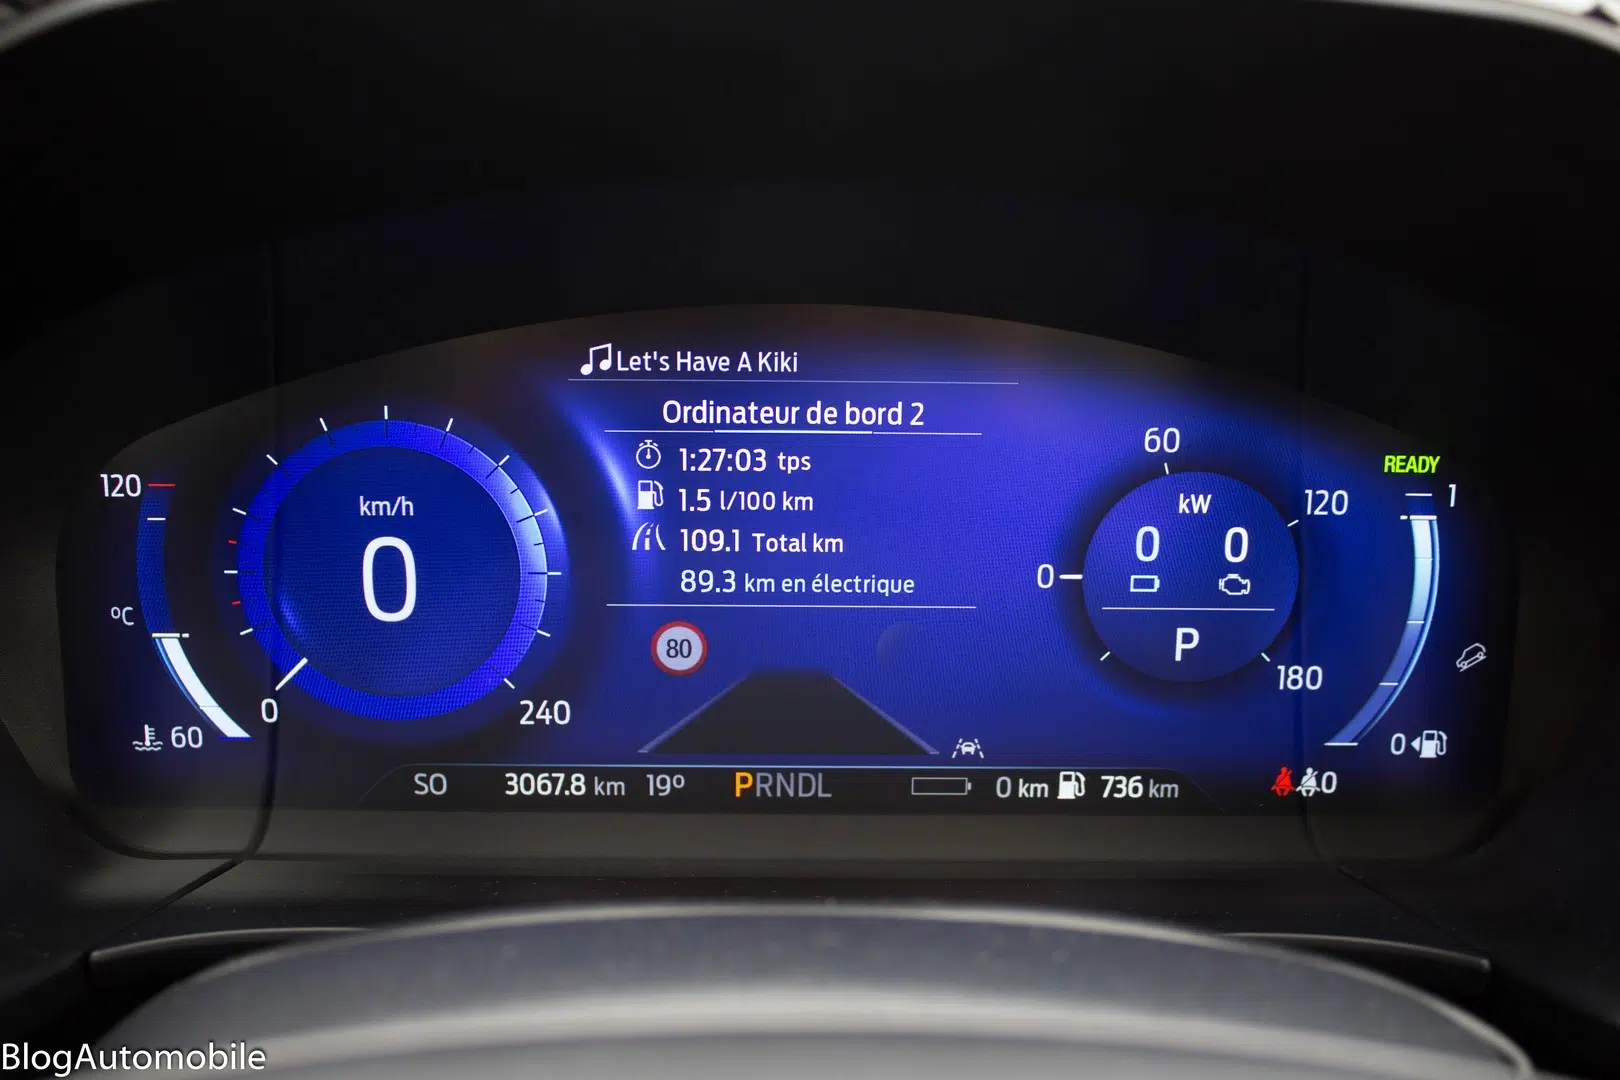 Let's Have A Kiki
Ordinateur de bord 2
1:27:03 tps
1.5 l/100 km
109.1 Total km
89.3 km en électrique
120
ºC
60
km/h
0
0
240
80
60
0
120
180
kW
0 0
P
READY
1
0
SO 3067.8 km 19º PRNDL 0 km 736 km
0
BlogAutomobile